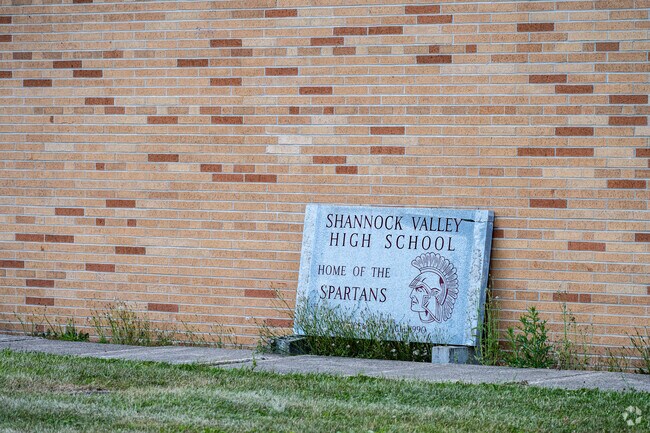 SHANNOCK VALLEY
HIGH SCHOOL
HOME OF THE
SPARTANS